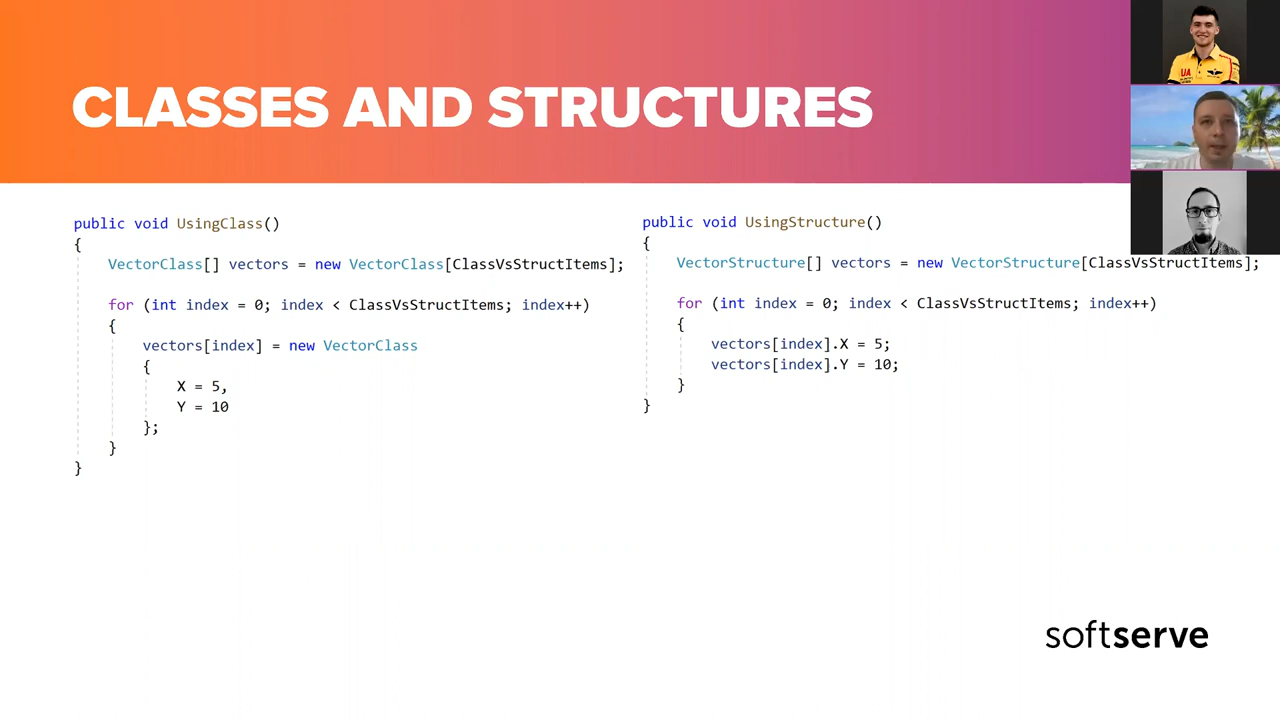 CLASSES AND STRUCTURES
public void UsingClass()
{
VectorClass[] vectors = new VectorClass[ClassVsStructItems];
for (int index = 0; index < ClassVsStructItems; index++)
{
vectors[index] = new VectorClass
{
X = 5,
Y = 10
};
}
}
public void UsingStructure()
{
VectorStructure[] vectors = new VectorStructure[ClassVsStructItems];
for (int index = 0; index < ClassVsStructItems; index++)
{
vectors[index].X = 5;
vectors[index].Y = 10;
}
}
UA
softserve